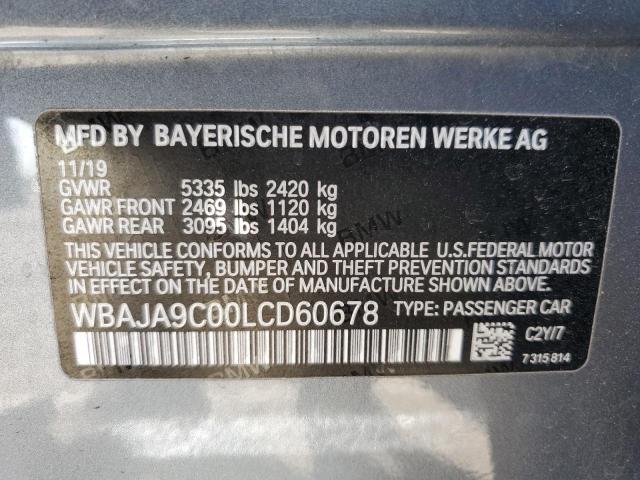 MFD BY BAYERISCHE MOTOREN WERKE AG
11/19
GVWR 5335 lbs 2420 kg
GAWR FRONT 2469 lbs 1120 kg
GAWR REAR 3095 lbs 1404 kg
THIS VEHICLE CONFORMS TO ALL APPLICABLE U.S.FEDERAL MOTOR
VEHICLE SAFETY, BUMPER AND THEFT PREVENTION STANDARDS
IN EFFECT ON THE DATE OF MANUFACTURE SHOWN ABOVE.
WBAJA9C00LCD60678 TYPE: PASSENGER CAR
C2Y/7
7315814